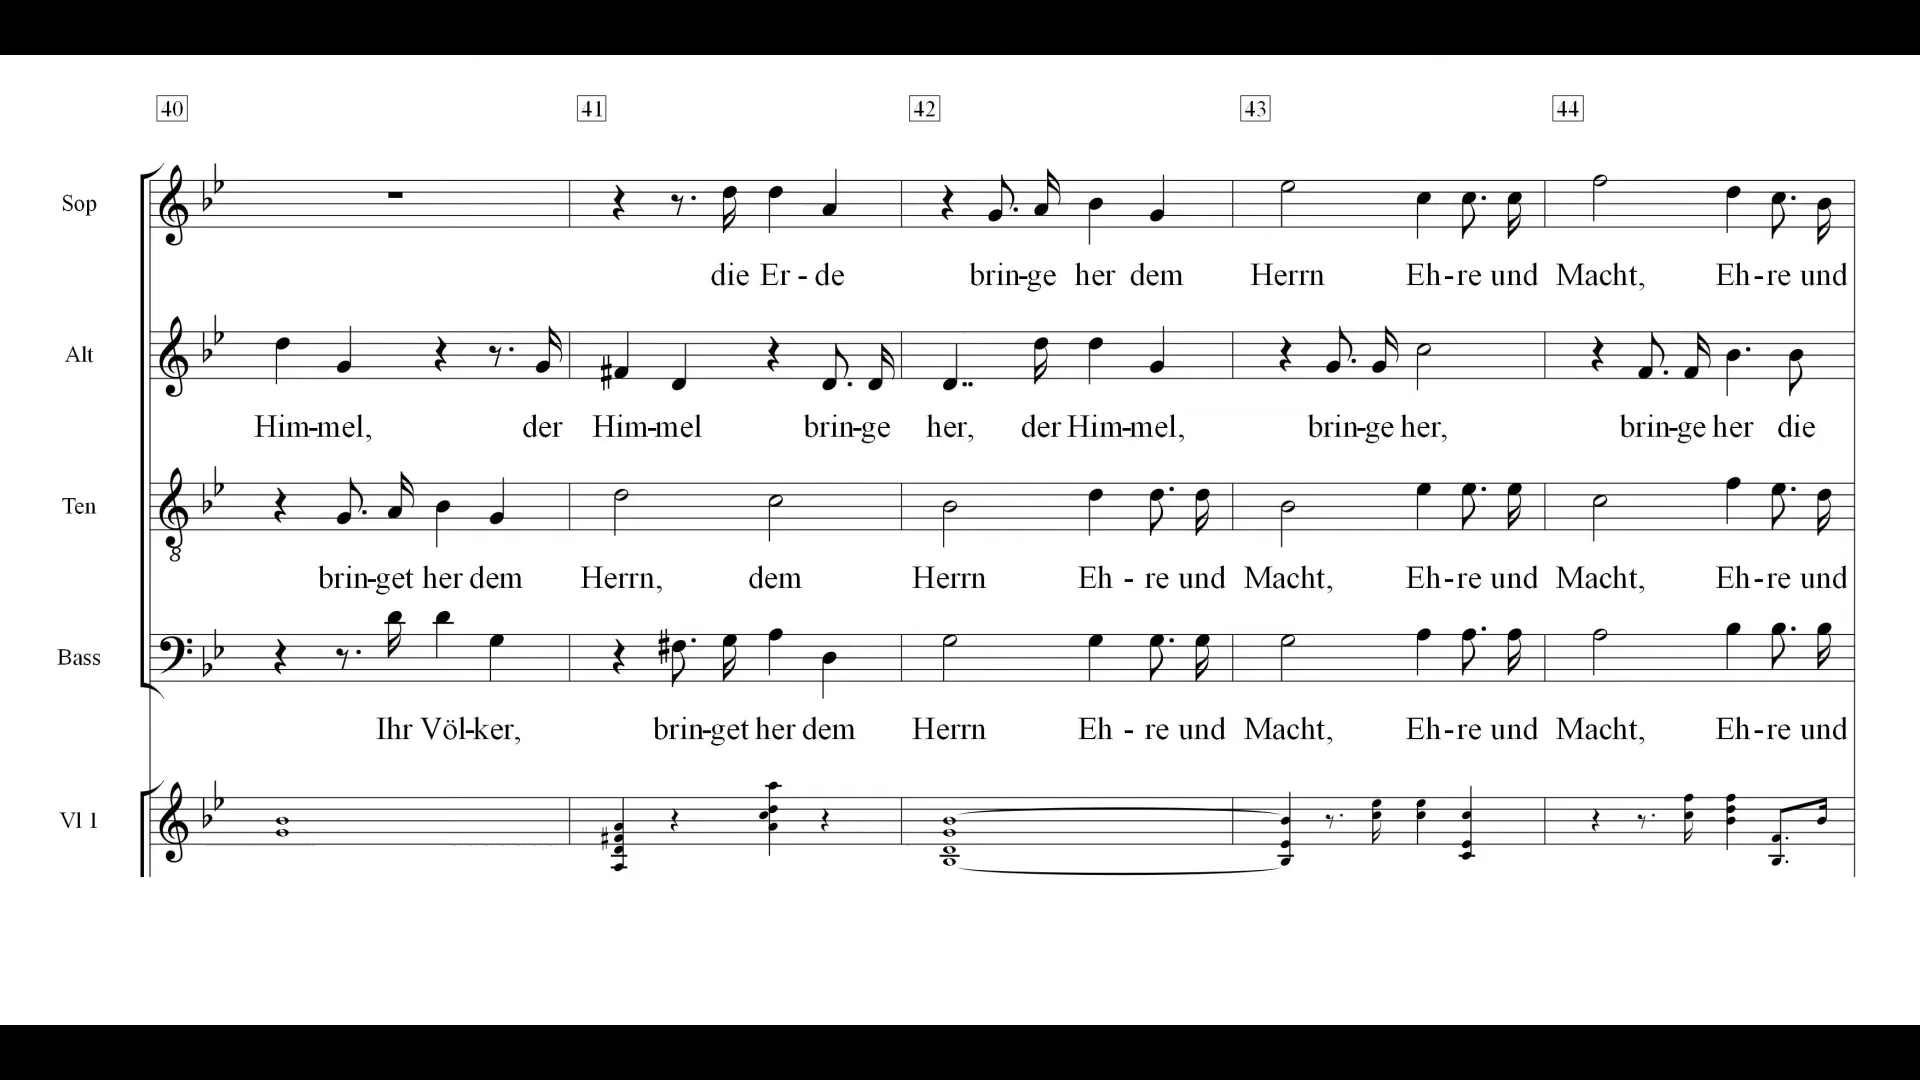 40 41 42 43 44
Sop
die Er - de brin-ge her dem Herrn Eh-re und Macht, Eh-re und
Alt
Him-mel, der Him-mel brin-ge her, der Him-mel, brin-ge her, brin-ge her die
Ten
8
brin-get her dem Herrn, dem Herrn Eh - re und Macht, Eh-re und Macht, Eh-re und
Bass
Ihr Völ-ker, brin-get her dem Herrn Eh - re und Macht, Eh-re und Macht, Eh-re und
Vl 1